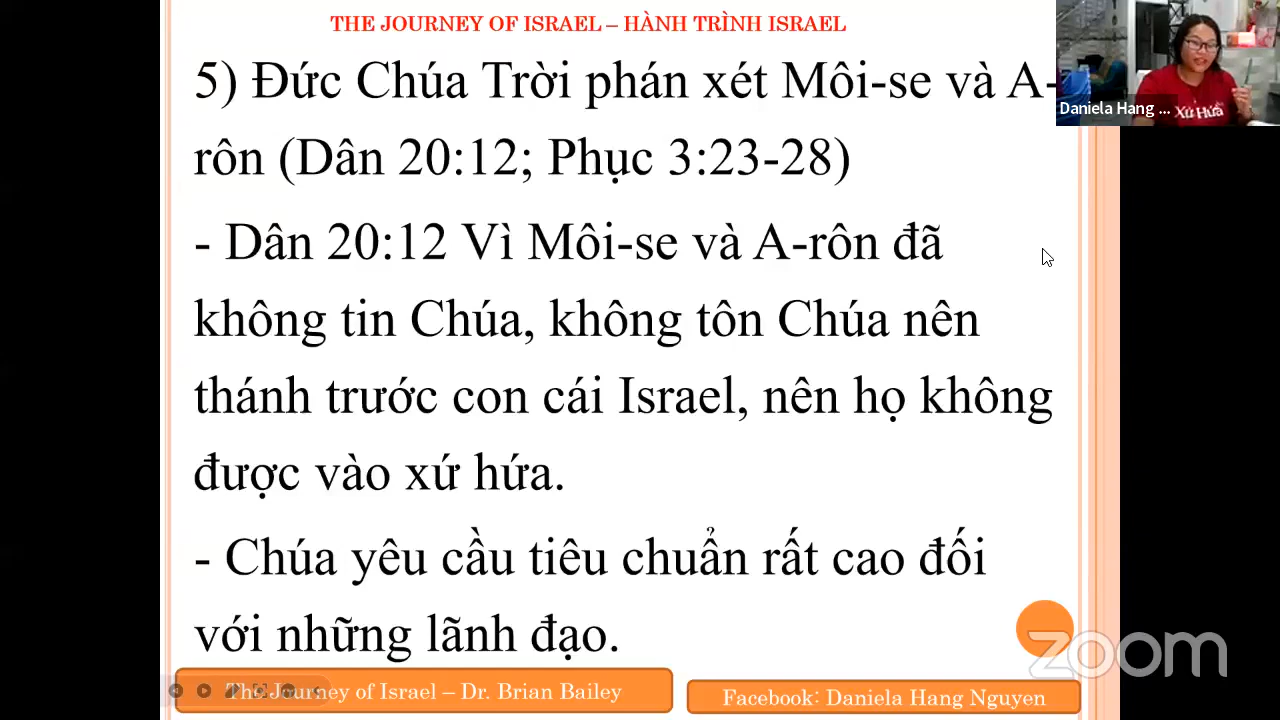 THE JOURNEY OF ISRAEL – HÀNH TRÌNH ISRAEL
5) Đức Chúa Trời phán xét Môi-se và A-
rôn (Dân 20:12; Phục 3:23-28)
- Dân 20:12 Vì Môi-se và A-rôn đã
không tin Chúa, không tôn Chúa nên
thánh trước con cái Israel, nên họ không
được vào xứ hứa.
- Chúa yêu cầu tiêu chuẩn rất cao đối
với những lãnh đạo.
Daniela Hang ...
Xứ Hứa
zoom
The Journey of Israel – Dr. Brian Bailey
Facebook: Daniela Hang Nguyen